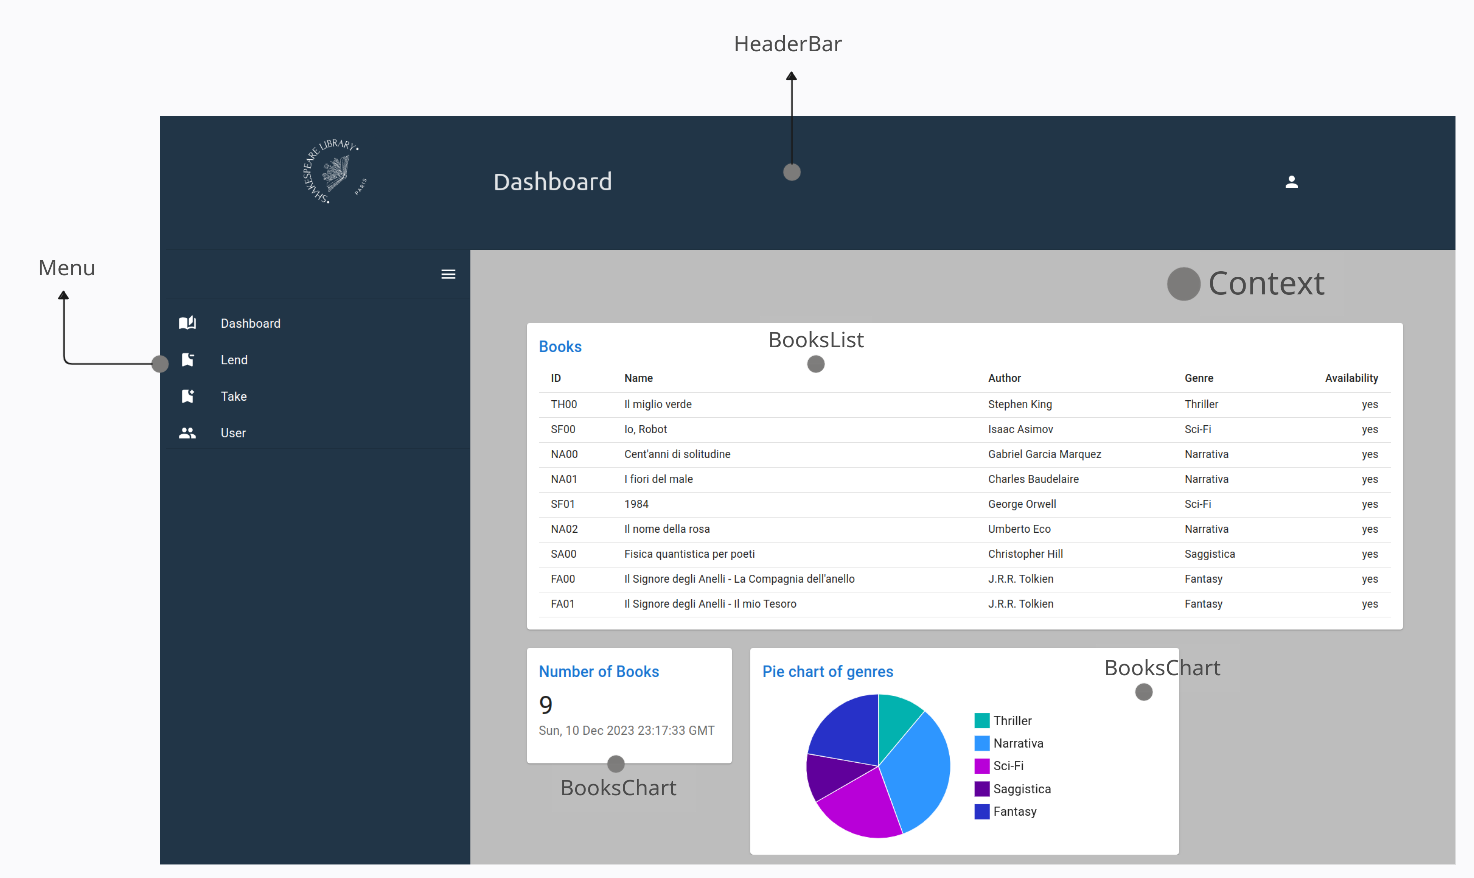 HeaderBar
SHAKESPEARE LIBRARY
PARIS
Dashboard
Menu
Context
Dashboard
Lend
Take
User
BooksList
Books
ID Name Author Genre Availability
TH00 Il miglio verde Stephen King Thriller yes
SF00 Io, Robot Isaac Asimov Sci-Fi yes
NA00 Cent'anni di solitudine Gabriel Garcia Marquez Narrativa yes
NA01 I fiori del male Charles Baudelaire Narrativa yes
SF01 1984 George Orwell Sci-Fi yes
NA02 Il nome della rosa Umberto Eco Narrativa yes
SA00 Fisica quantistica per poeti Christopher Hill Saggistica yes
FA00 Il Signore degli Anelli - La Compagnia dell'anello J.R.R. Tolkien Fantasy yes
FA01 Il Signore degli Anelli - Il mio Tesoro J.R.R. Tolkien Fantasy yes
Number of Books
9
Sun, 10 Dec 2023 23:17:33 GMT
BooksChart
Pie chart of genres
BooksChart
Thriller
Narrativa
Sci-Fi
Saggistica
Fantasy